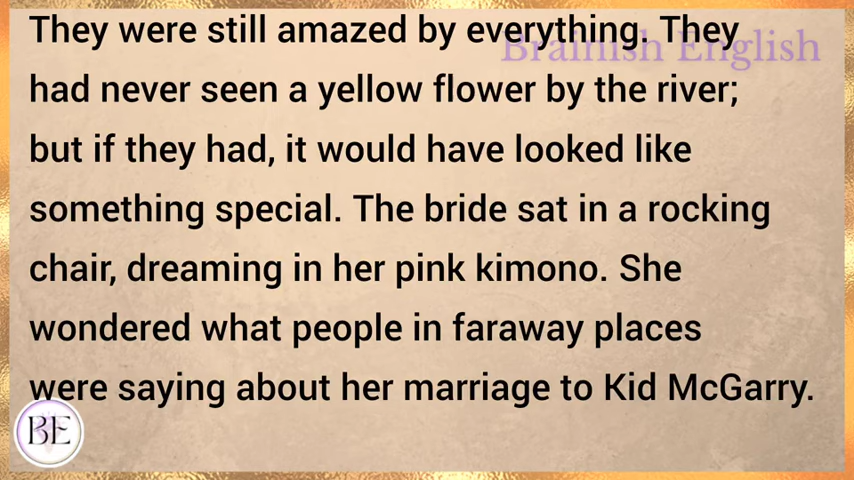 Brainish English
They were still amazed by everything. They
had never seen a yellow flower by the river;
but if they had, it would have looked like
something special. The bride sat in a rocking
chair, dreaming in her pink kimono. She
wondered what people in faraway places
were saying about her marriage to Kid McGarry.
BE